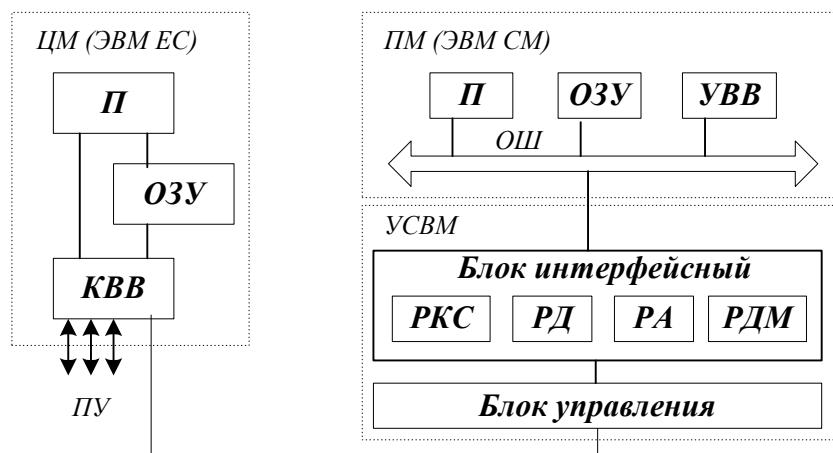 ЦМ (ЭВМ ЕС)
П
ОЗУ
КВВ
ПУ
ПМ (ЭВМ СМ)
П ОЗУ УВВ
ОШ
УСВМ
Блок интерфейсный
РКС РД РА РДМ
Блок управления